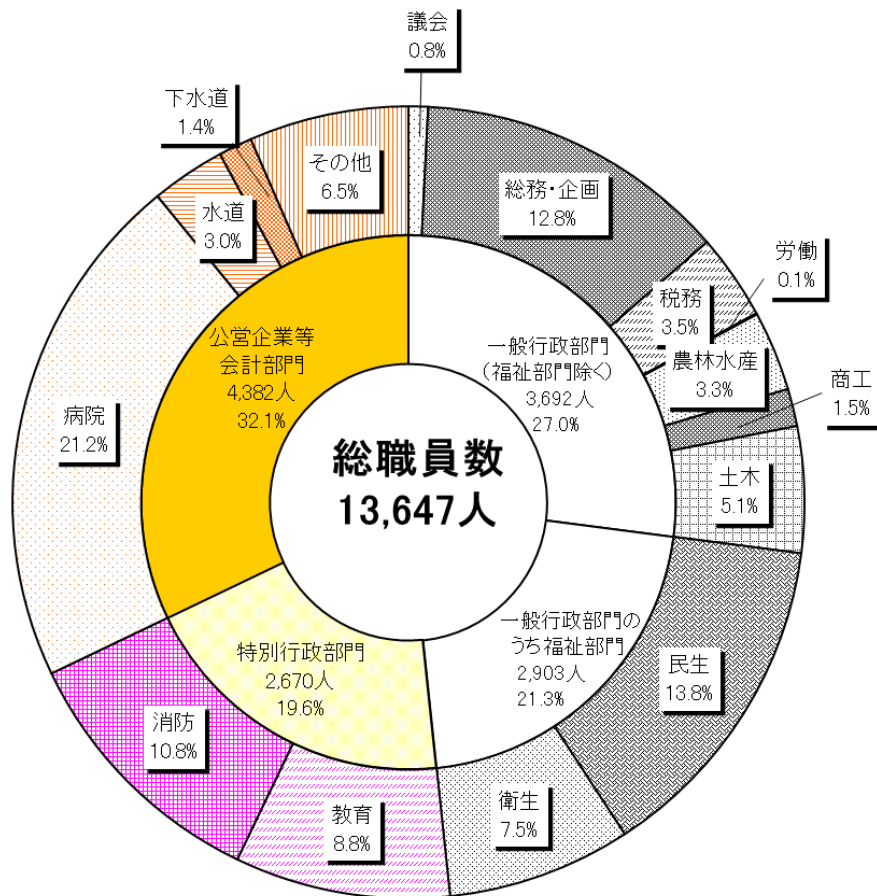 議会
0.8%
下水道
1.4%
その他
6.5%
水道
3.0%
総務・企画
12.8%
労働
0.1%
税務
3.5%
農林水産
3.3%
商工
1.5%
土木
5.1%
公営企業等
会計部門
4,382人
32.1%
一般行政部門
(福祉部門除く)
3,692人
27.0%
病院
21.2%
総職員数
13,647人
一般行政部門の
うち福祉部門
2,903人
21.3%
特別行政部門
2,670人
19.6%
民生
13.8%
消防
10.8%
衛生
7.5%
教育
8.8%